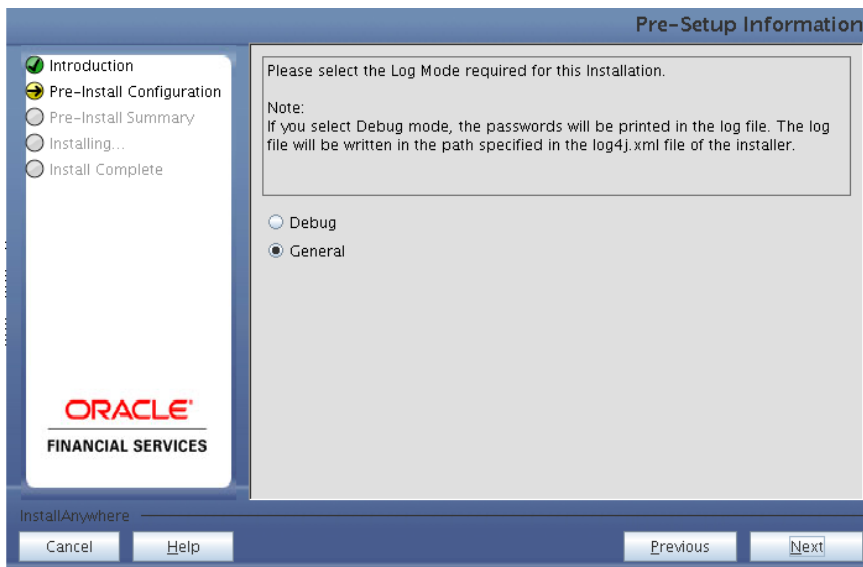 Pre-Setup Information
Introduction
Pre-Install Configuration
Pre-Install Summary
Installing...
Install Complete
Please select the Log Mode required for this Installation.
Note:
If you select Debug mode, the passwords will be printed in the log file. The log
file will be written in the path specified in the log4j.xml file of the installer.
Debug
General
ORACLE
FINANCIAL SERVICES
InstallAnywhere
Cancel
Help
Previous
Next